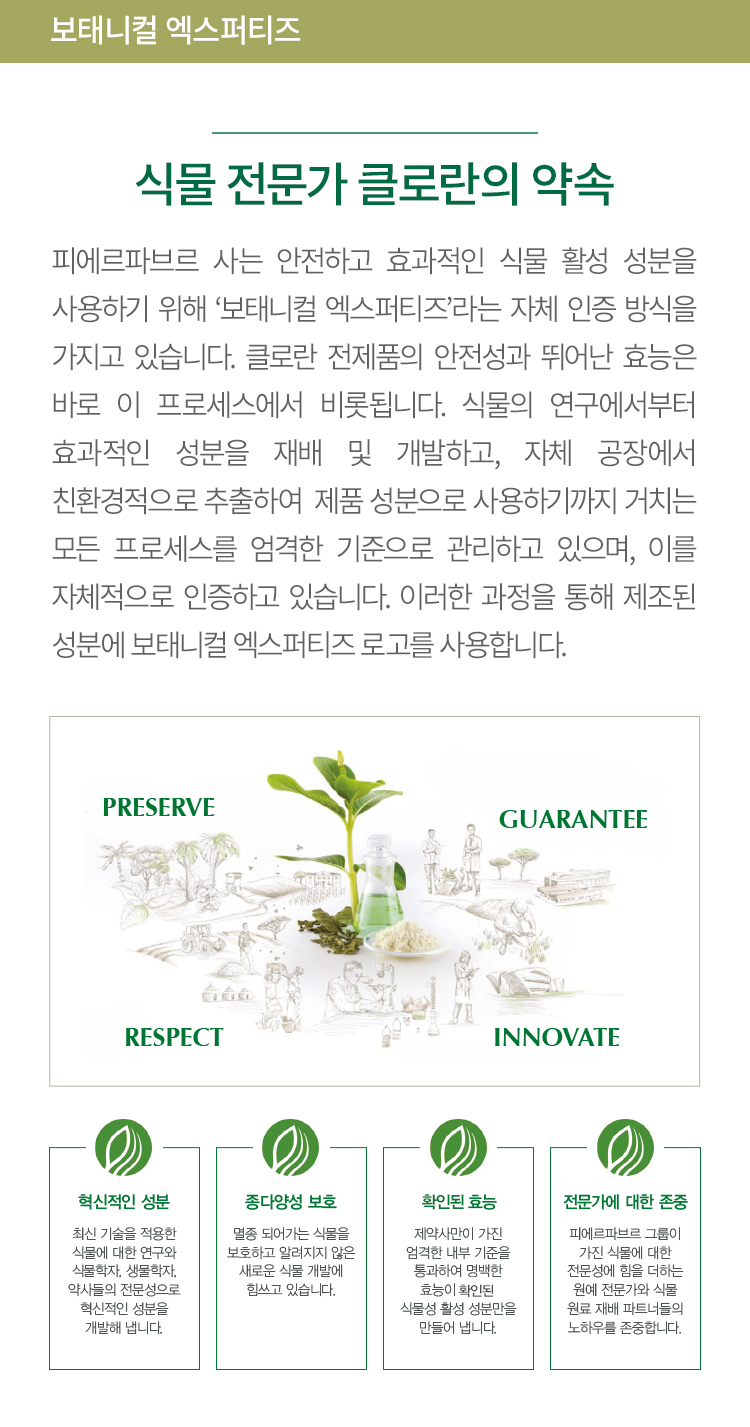 보태니컬 엑스퍼티즈
식물 전문가 클로란의 약속
피에르파브르 사는 안전하고 효과적인 식물 활성 성분을
사용하기 위해 ‘보태니컬 엑스퍼티즈’라는 자체 인증 방식을
가지고 있습니다. 클로란 전제품의 안전성과 뛰어난 효능은
바로 이 프로세스에서 비롯됩니다. 식물의 연구에서부터
효과적인 성분을 재배 및 개발하고, 자체 공장에서
친환경적으로 추출하여 제품 성분으로 사용하기까지 거치는
모든 프로세스를 엄격한 기준으로 관리하고 있으며, 이를
자체적으로 인증하고 있습니다. 이러한 과정을 통해 제조된
성분에 보태니컬 엑스퍼티즈 로고를 사용합니다.
PRESERVE
GUARANTEE
RESPECT
INNOVATE
혁신적인 성분
최신 기술을 적용한
식물에 대한 연구와
식물학자, 생물학자,
약사들의 전문성으로
혁신적인 성분을
개발해 냅니다.
종다양성 보호
멸종 되어가는 식물을
보호하고 알려지지 않은
새로운 식물 개발에
힘쓰고 있습니다.
확인된 효능
제약사만이 가진
엄격한 내부 기준을
통과하여 명백한
효능이 확인된
식물성 활성 성분만을
만들어 냅니다.
전문가에 대한 존중
피에르파브르 그룹이
가진 식물에 대한
전문성에 힘을 더하는
원예 전문가와 식물
원료 재배 파트너들의
노하우를 존중합니다.